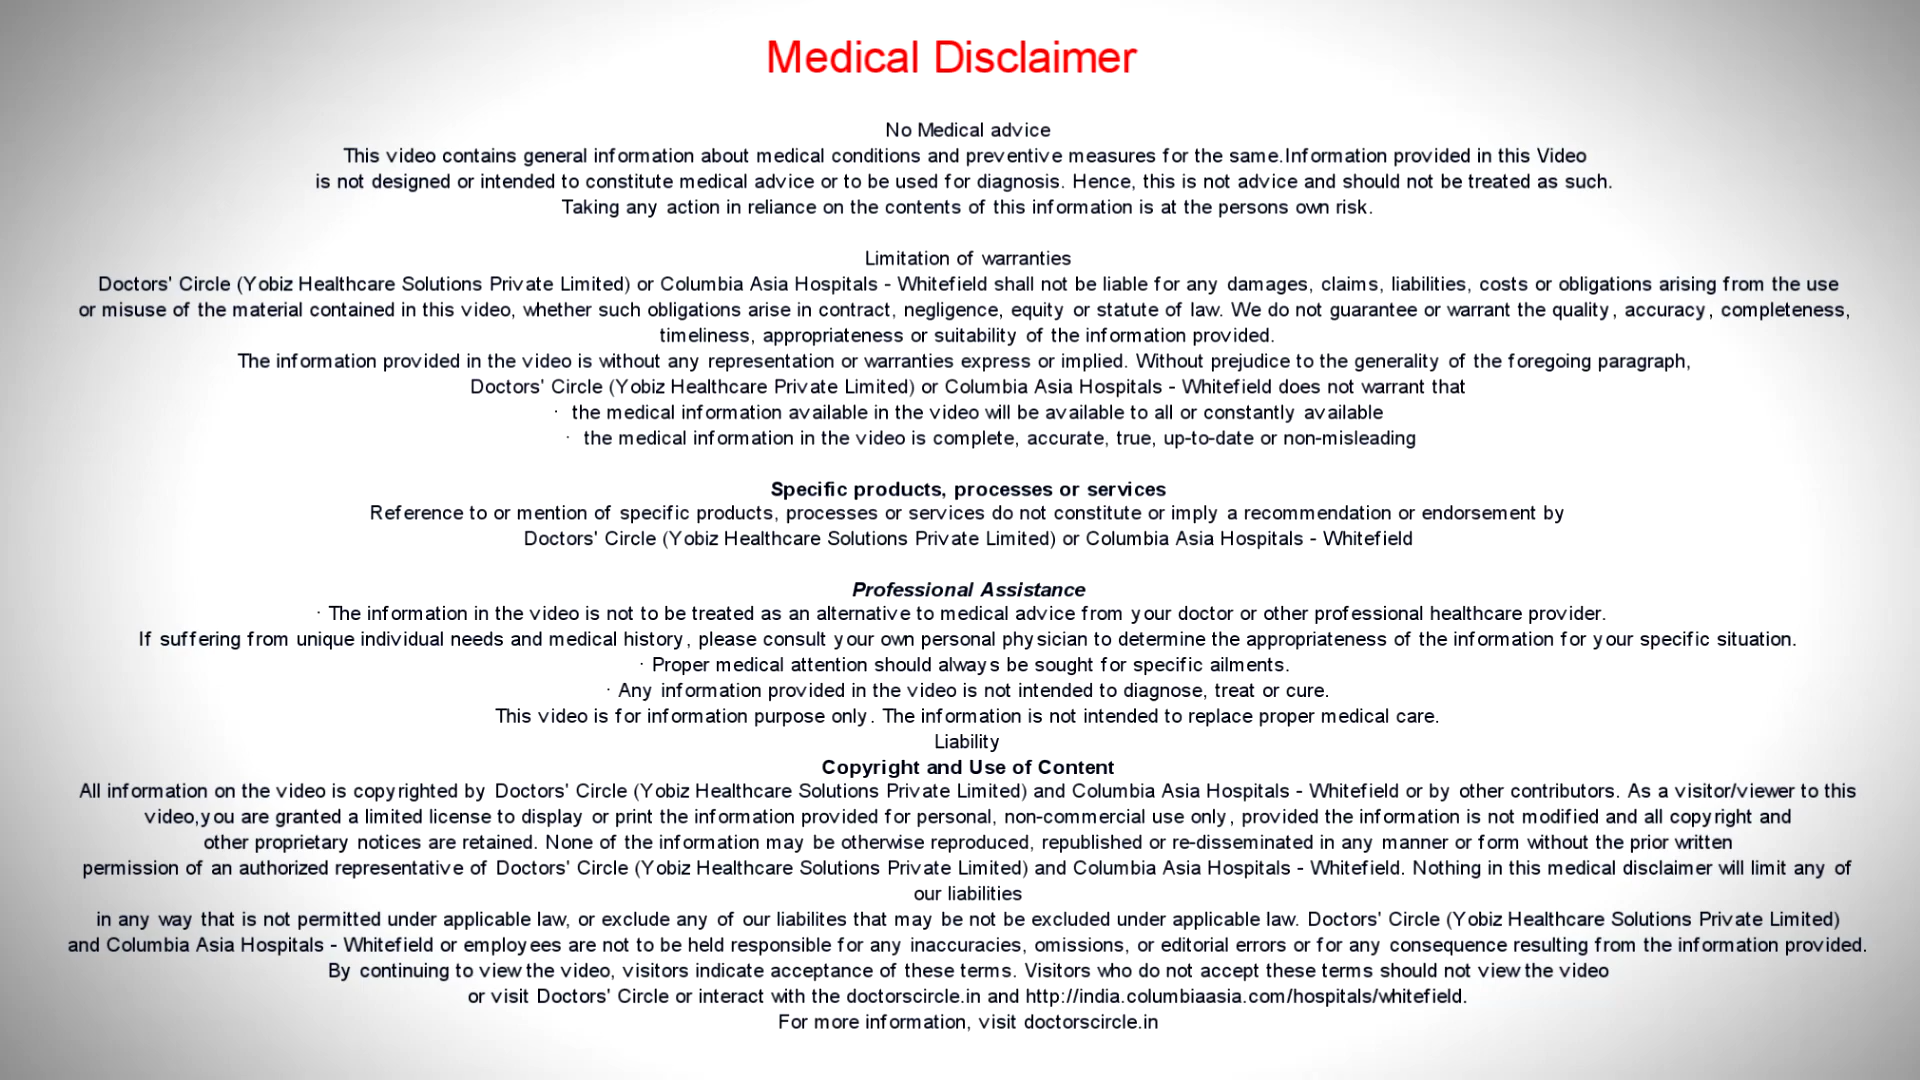 Medical Disclaimer
No Medical advice
This video contains general information about medical conditions and preventive measures for the same.Information provided in this Video
is not designed or intended to constitute medical advice or to be used for diagnosis. Hence, this is not advice and should not be treated as such.
Taking any action in reliance on the contents of this information is at the persons own risk.
Limitation of warranties
Doctors' Circle (Yobiz Healthcare Solutions Private Limited) or Columbia Asia Hospitals - Whitefield shall not be liable for any damages, claims, liabilities, costs or obligations arising from the use
or misuse of the material contained in this video, whether such obligations arise in contract, negligence, equity or statute of law. We do not guarantee or warrant the quality, accuracy, completeness,
timeliness, appropriateness or suitability of the information provided.
The information provided in the video is without any representation or warranties express or implied. Without prejudice to the generality of the foregoing paragraph,
Doctors' Circle (Yobiz Healthcare Private Limited) or Columbia Asia Hospitals - Whitefield does not warrant that
· the medical information available in the video will be available to all or constantly available
· the medical information in the video is complete, accurate, true, up-to-date or non-misleading
Specific products, processes or services
Reference to or mention of specific products, processes or services do not constitute or imply a recommendation or endorsement by
Doctors' Circle (Yobiz Healthcare Solutions Private Limited) or Columbia Asia Hospitals - Whitefield
Professional Assistance
· The information in the video is not to be treated as an alternative to medical advice from your doctor or other professional healthcare provider.
If suffering from unique individual needs and medical history, please consult your own personal physician to determine the appropriateness of the information for your specific situation.
· Proper medical attention should always be sought for specific ailments.
· Any information provided in the video is not intended to diagnose, treat or cure.
This video is for information purpose only. The information is not intended to replace proper medical care.
Liability
Copyright and Use of Content
All information on the video is copyrighted by Doctors' Circle (Yobiz Healthcare Solutions Private Limited) and Columbia Asia Hospitals - Whitefield or by other contributors. As a visitor/viewer to this
video,you are granted a limited license to display or print the information provided for personal, non-commercial use only, provided the information is not modified and all copyright and
other proprietary notices are retained. None of the information may be otherwise reproduced, republished or re-disseminated in any manner or form without the prior written
permission of an authorized representative of Doctors' Circle (Yobiz Healthcare Solutions Private Limited) and Columbia Asia Hospitals - Whitefield. Nothing in this medical disclaimer will limit any of
our liabilities
in any way that is not permitted under applicable law, or exclude any of our liabilites that may be not be excluded under applicable law. Doctors' Circle (Yobiz Healthcare Solutions Private Limited)
and Columbia Asia Hospitals - Whitefield or employees are not to be held responsible for any inaccuracies, omissions, or editorial errors or for any consequence resulting from the information provided.
By continuing to view the video, visitors indicate acceptance of these terms. Visitors who do not accept these terms should not view the video
or visit Doctors' Circle or interact with the doctorscircle.in and http://india.columbiaasia.com/hospitals/whitefield.
For more information, visit doctorscircle.in